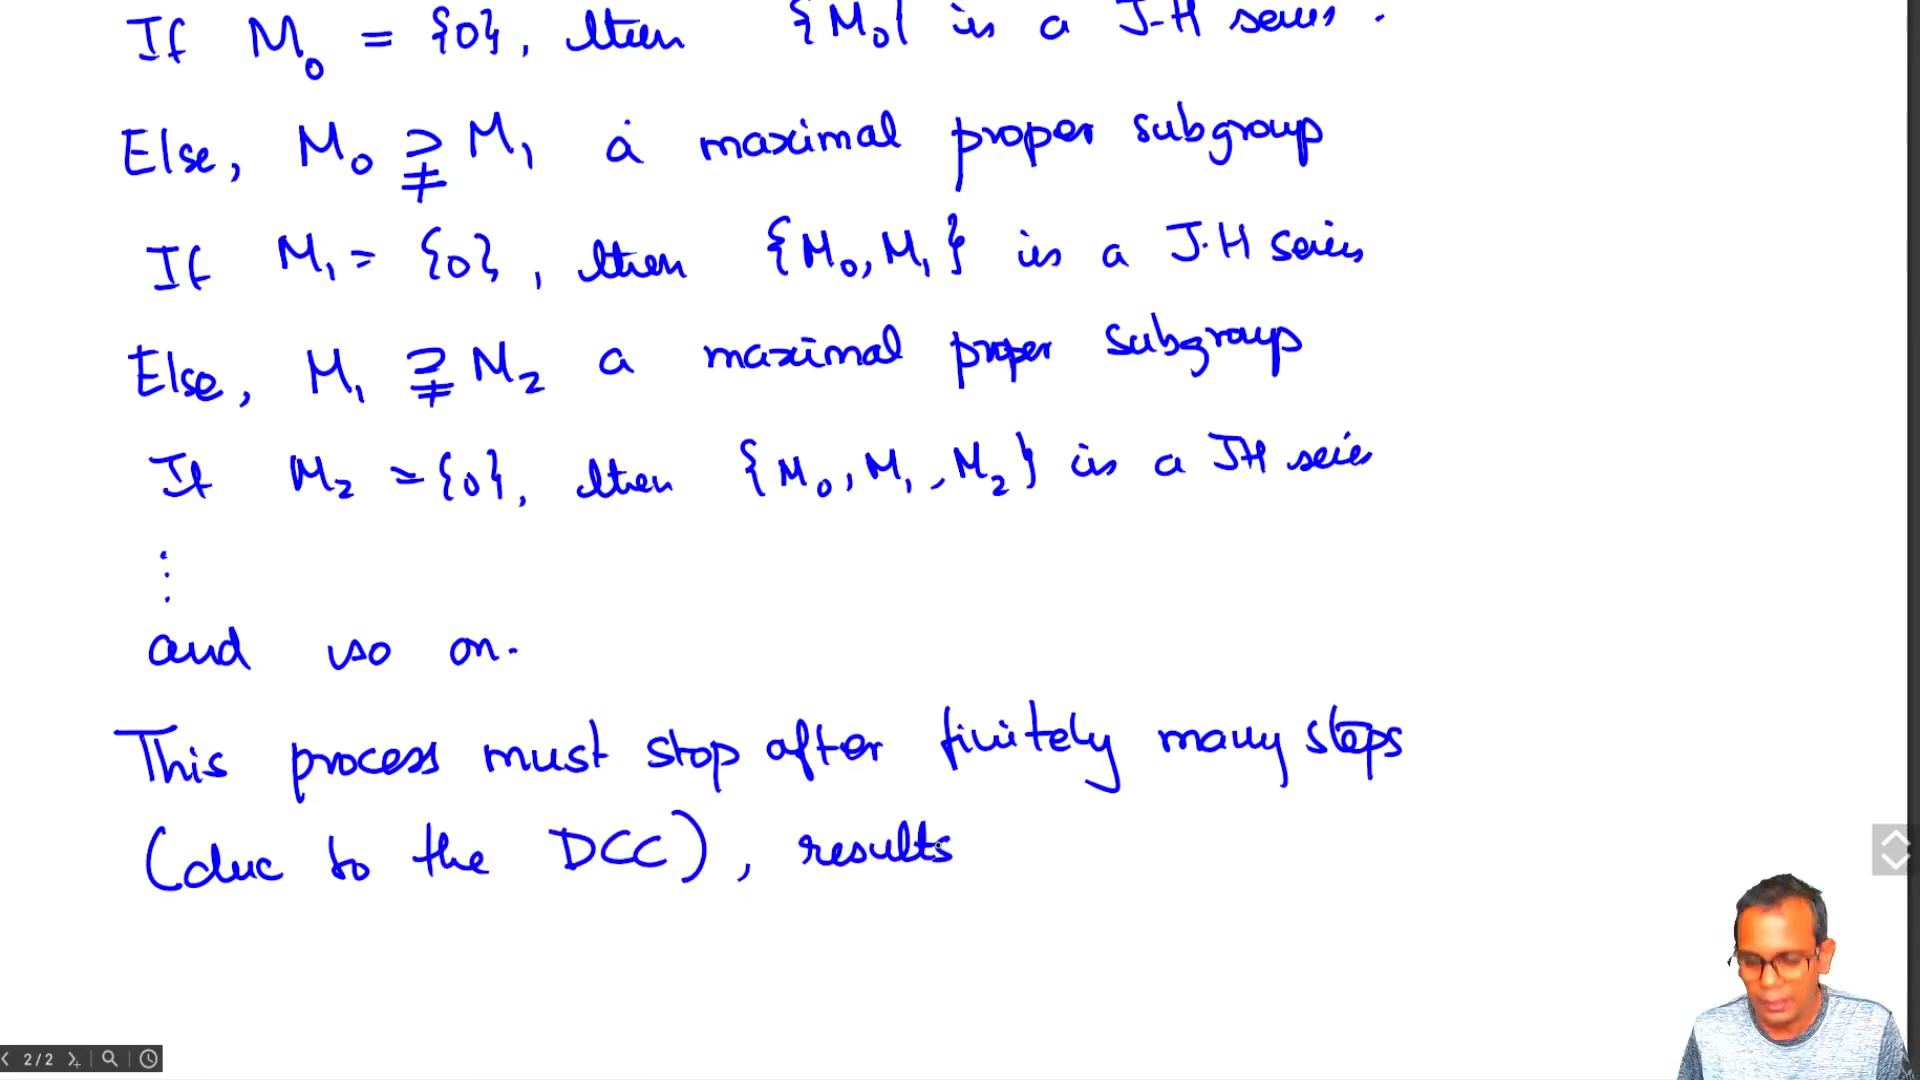 If M₀ = {0}, then {M₀} is a J-H series.
Else, M₀ ⊋ M₁ a maximal proper subgroup
If M₁ = {0}, then {M₀, M₁} is a J.H series
Else, M₁ ⊋ M₂ a maximal proper subgroup
If M₂ = {0}, then {M₀, M₁, M₂} is a JH series
⋮
and so on.
This process must stop after finitely many steps
(due to the DCC), results
2/2